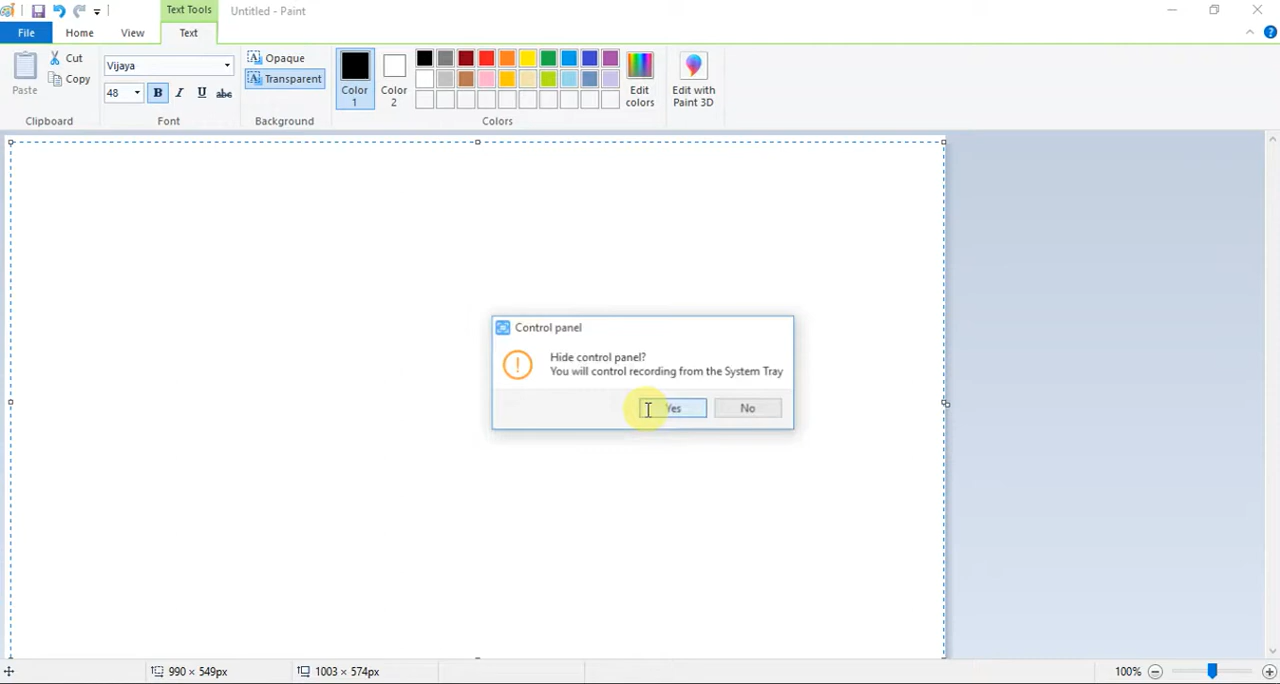 Text Tools
Untitled - Paint
File
Home
View
Text
Paste
Cut
Copy
Clipboard
Vijaya
48
B
I
U
abc
Font
Opaque
Transparent
Background
Color 1
Color 2
Edit colors
Colors
Edit with Paint 3D
Control panel
Hide control panel?
You will control recording from the System Tray
Yes
No
990 × 549px
1003 × 574px
100%